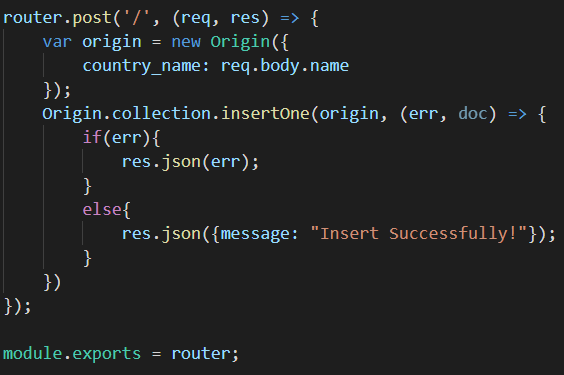 router.post('/', (req, res) => {
    var origin = new Origin({
        country_name: req.body.name
    });
    Origin.collection.insertOne(origin, (err, doc) => {
        if(err){
            res.json(err);
        }
        else{
            res.json({message: "Insert Successfully!"});
        }
    })
});

module.exports = router;